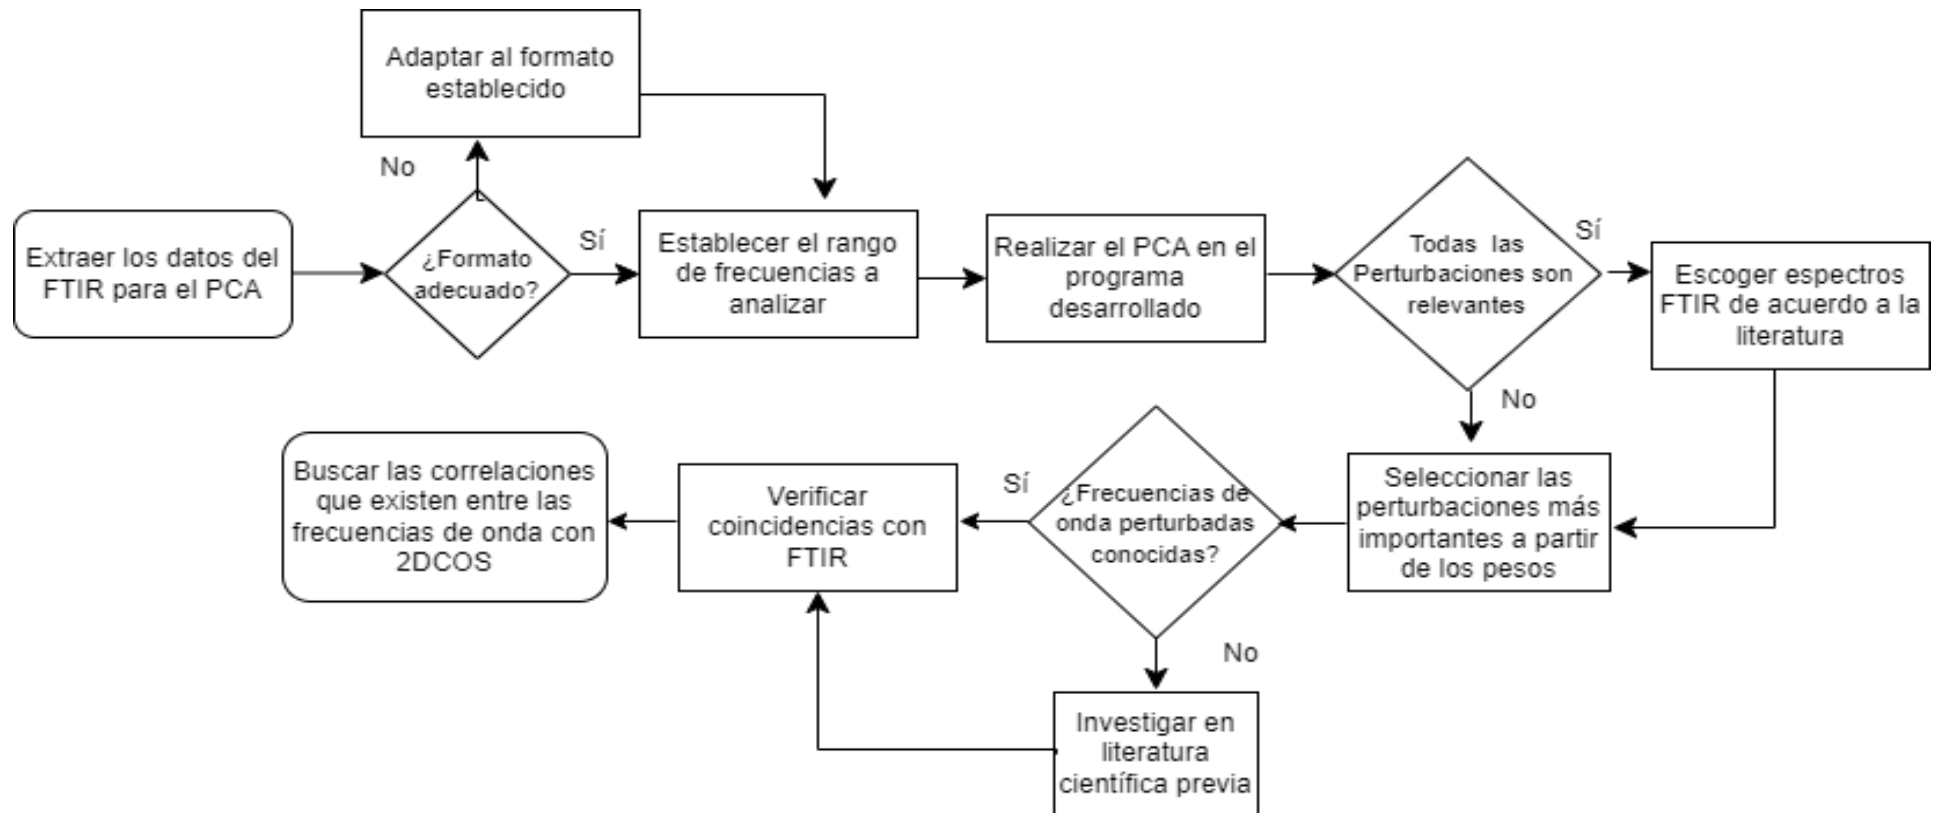 Adaptar al formato
establecido
No
Extraer los datos del
FTIR para el PCA
¿Formato
adecuado?
Sí
Establecer el rango
de frecuencias a
analizar
Realizar el PCA en el
programa
desarrollado
Todas las
Perturbaciones son
relevantes
Sí
Escoger espectros
FTIR de acuerdo a la
literatura
No
Seleccionar las
perturbaciones más
importantes a partir
de los pesos
¿Frecuencias de
onda perturbadas
conocidas?
Sí
Verificar
coincidencias con
FTIR
Buscar las correlaciones
que existen entre las
frecuencias de onda con
2DCOS
No
Investigar en
literatura
científica previa